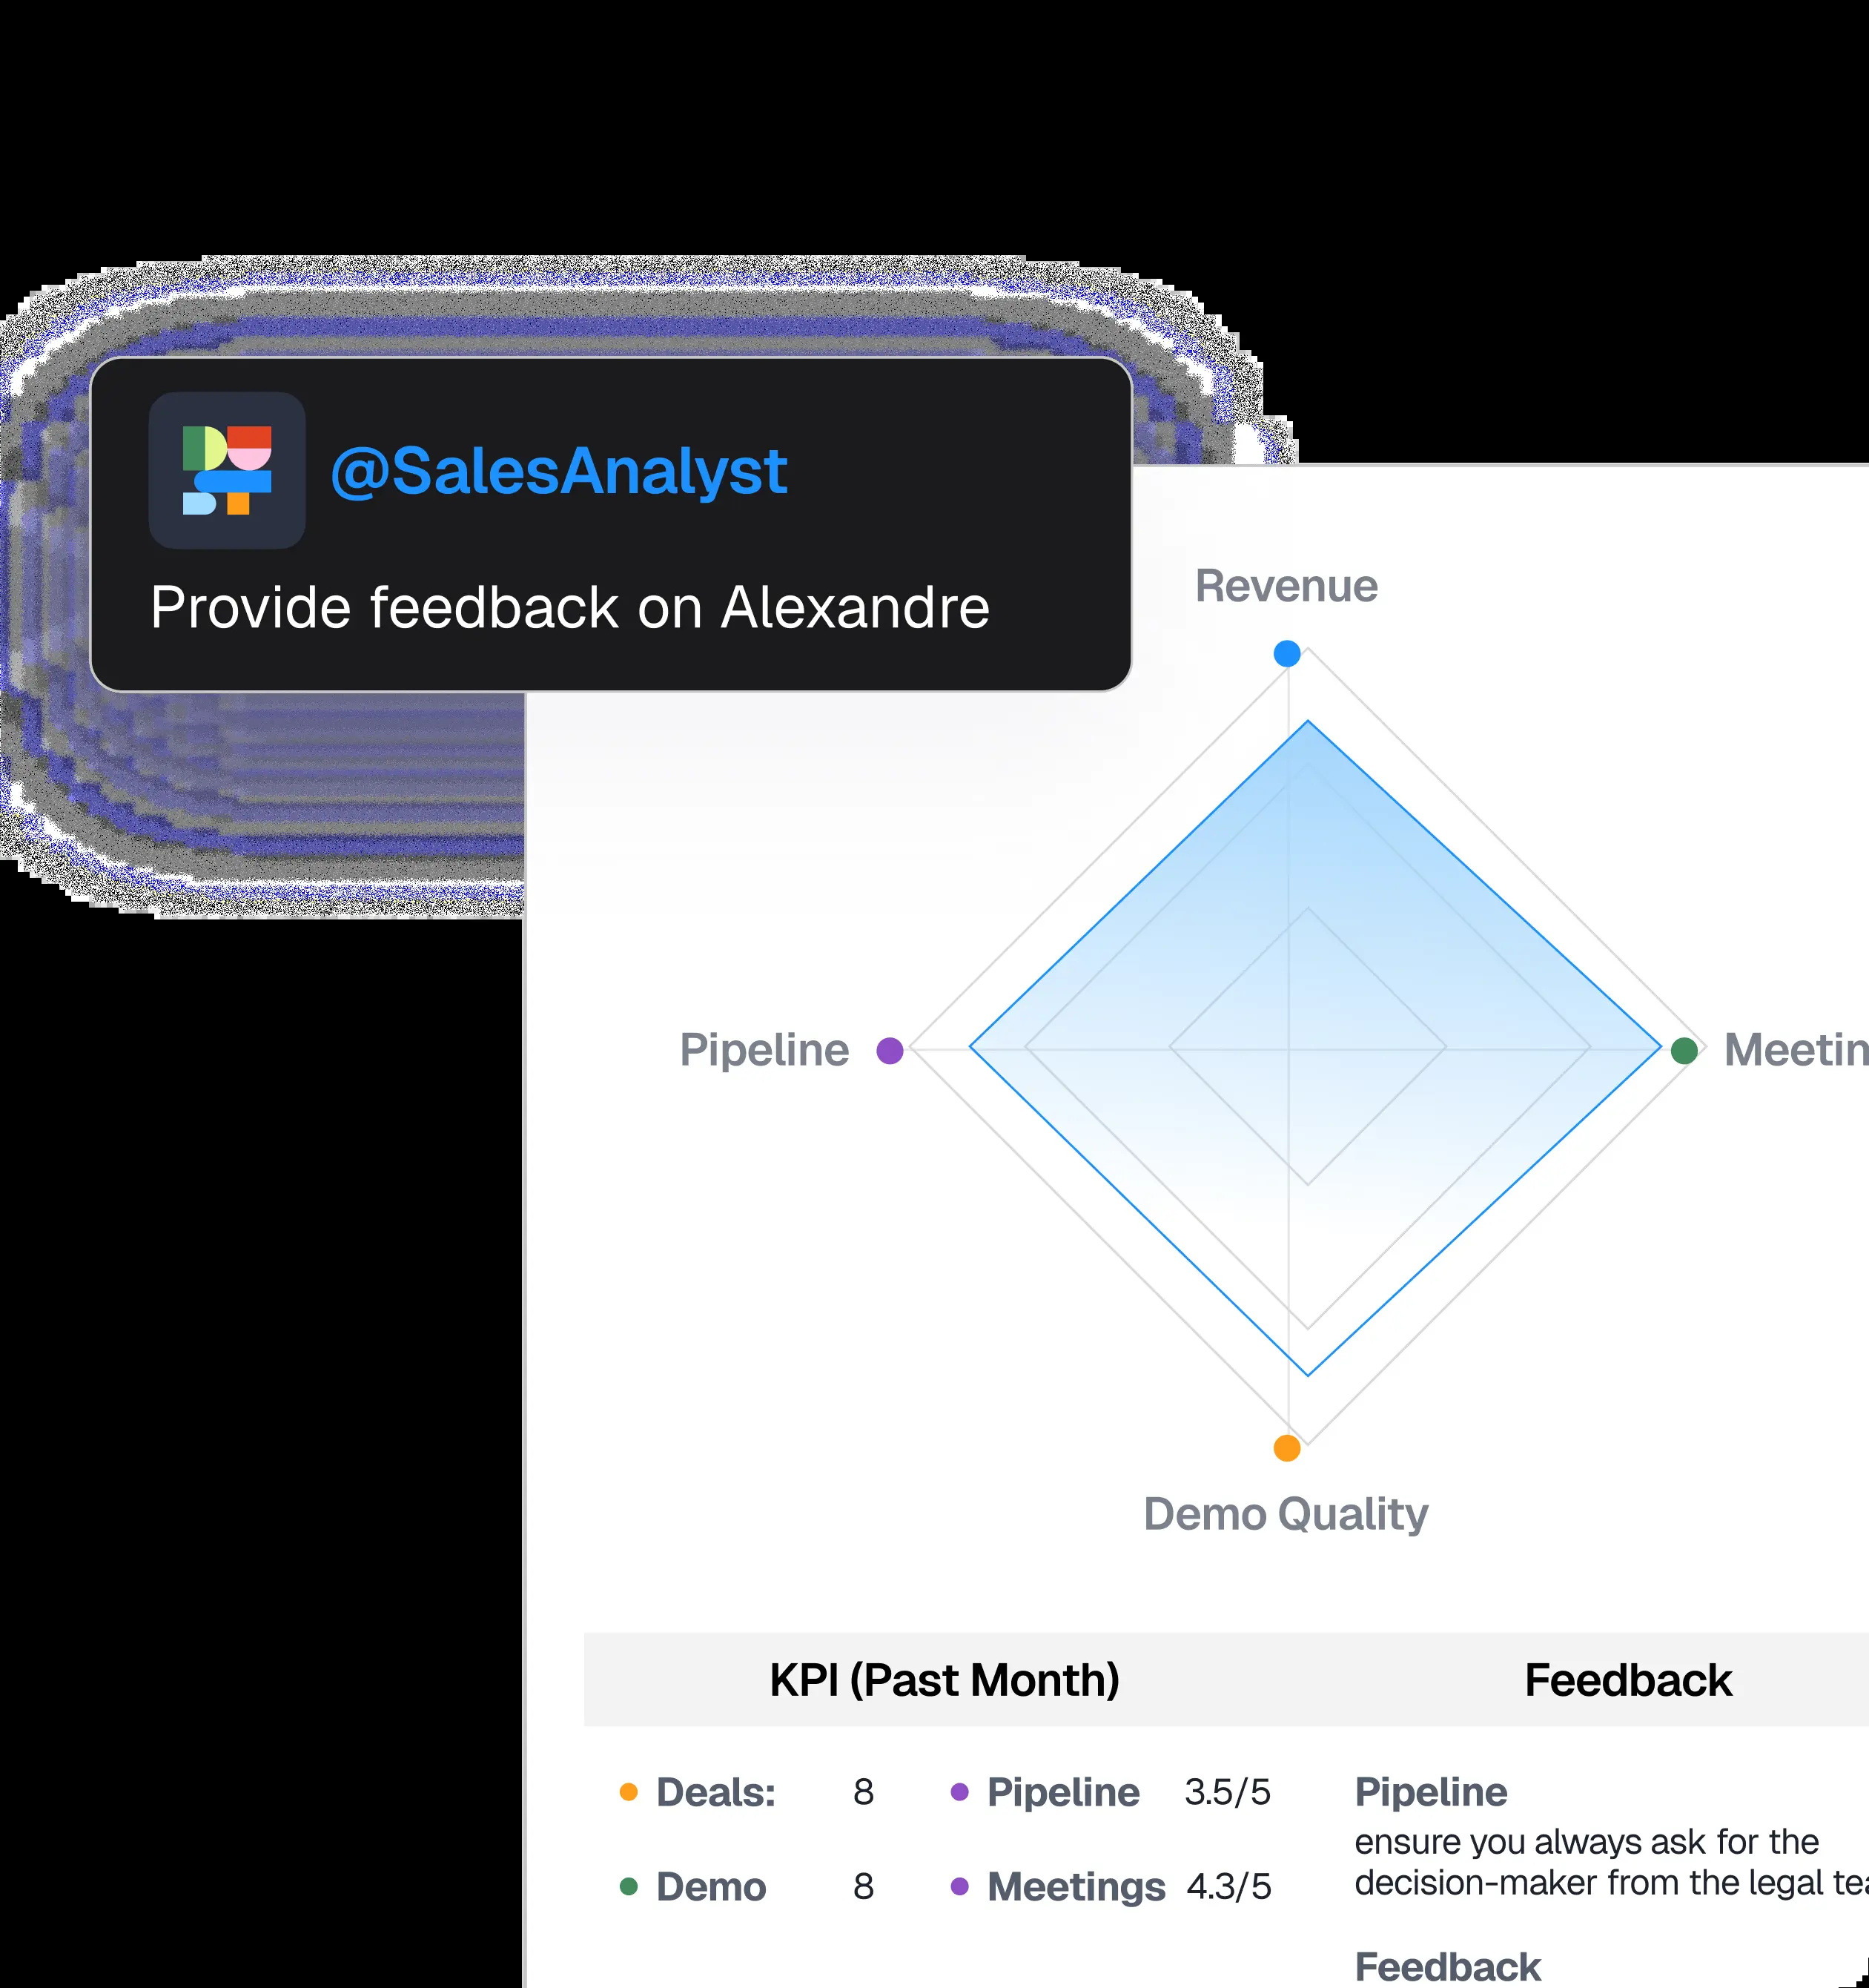 @SalesAnalyst
Provide feedback on Alexandre
Revenue
Pipeline
Meetin
Demo Quality
KPI (Past Month)
Feedback
Deals: 8
Pipeline 3.5/5
Demo 8
Meetings 4.3/5
Pipeline
ensure you always ask for the
decision-maker from the legal tea
Feedback